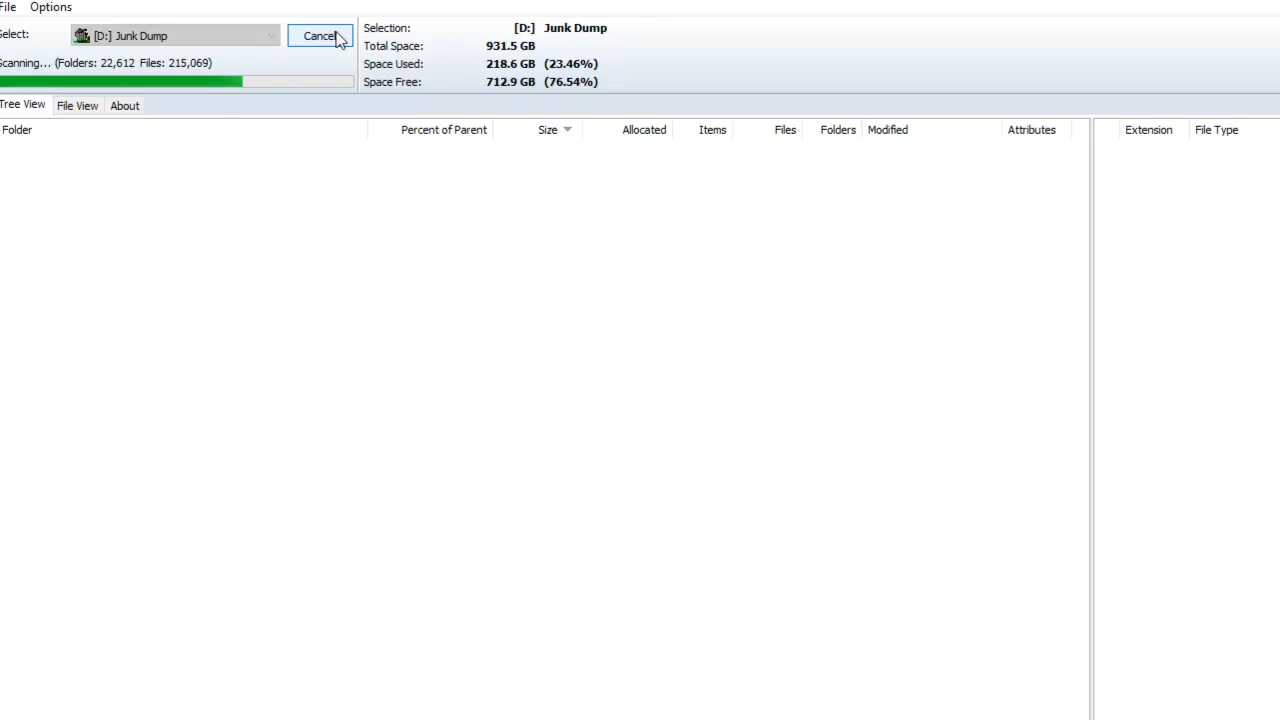 File Options
Select: [D:] Junk Dump Cancel
Scanning... (Folders: 22,612 Files: 215,069)
Selection: [D:] Junk Dump
Total Space: 931.5 GB
Space Used: 218.6 GB (23.46%)
Space Free: 712.9 GB (76.54%)
Tree View File View About
Folder Percent of Parent Size Allocated Items Files Folders Modified Attributes Extension File Type